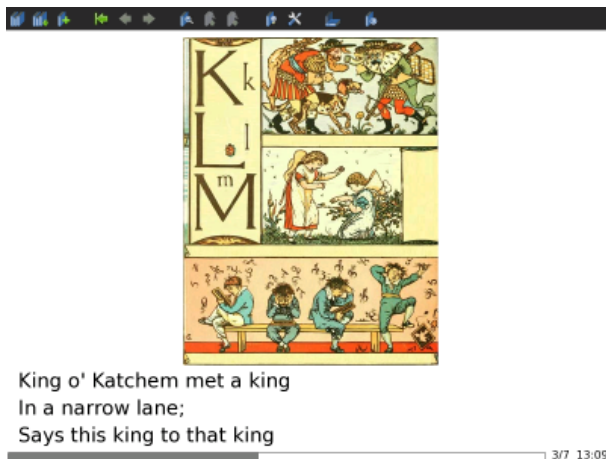 K k
L l
m
M
King o' Katchem met a king
In a narrow lane;
Says this king to that king
3/7 13:09